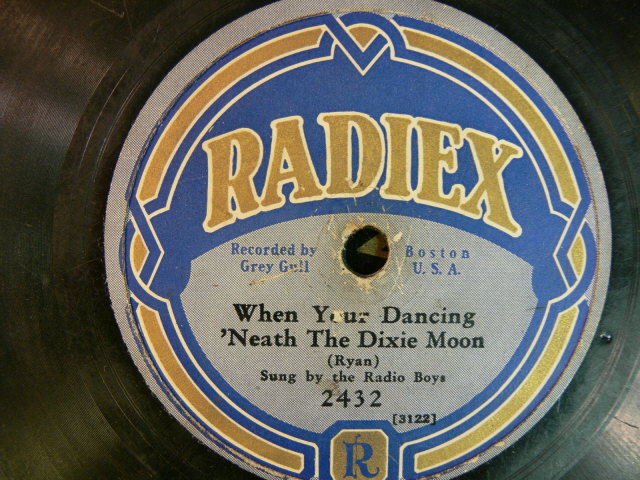 RADIEX
Recorded by Boston
Grey Gull U. S. A.
When Your Dancing
'Neath The Dixie Moon
(Ryan)
Sung by the Radio Boys
2432
[3122]
R